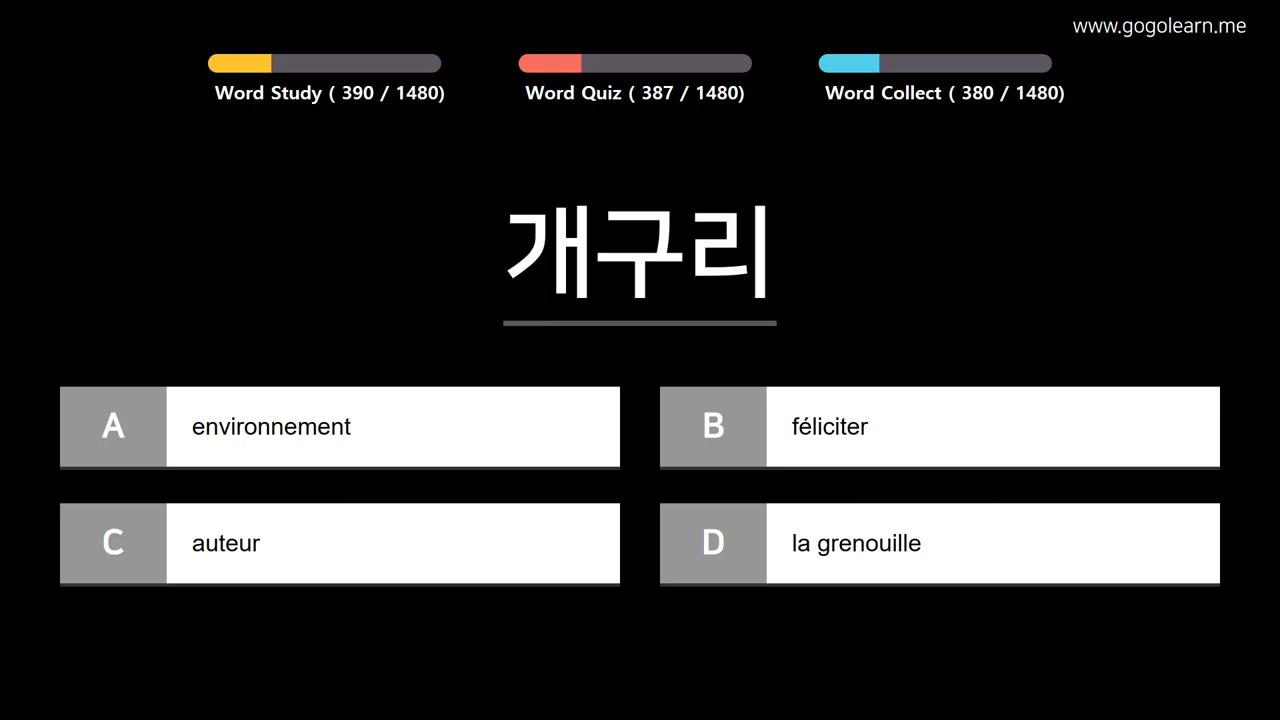 www.gogolearn.me
Word Study ( 390 / 1480)
Word Quiz ( 387 / 1480)
Word Collect ( 380 / 1480)
개구리
A
environnement
B
féliciter
C
auteur
D
la grenouille